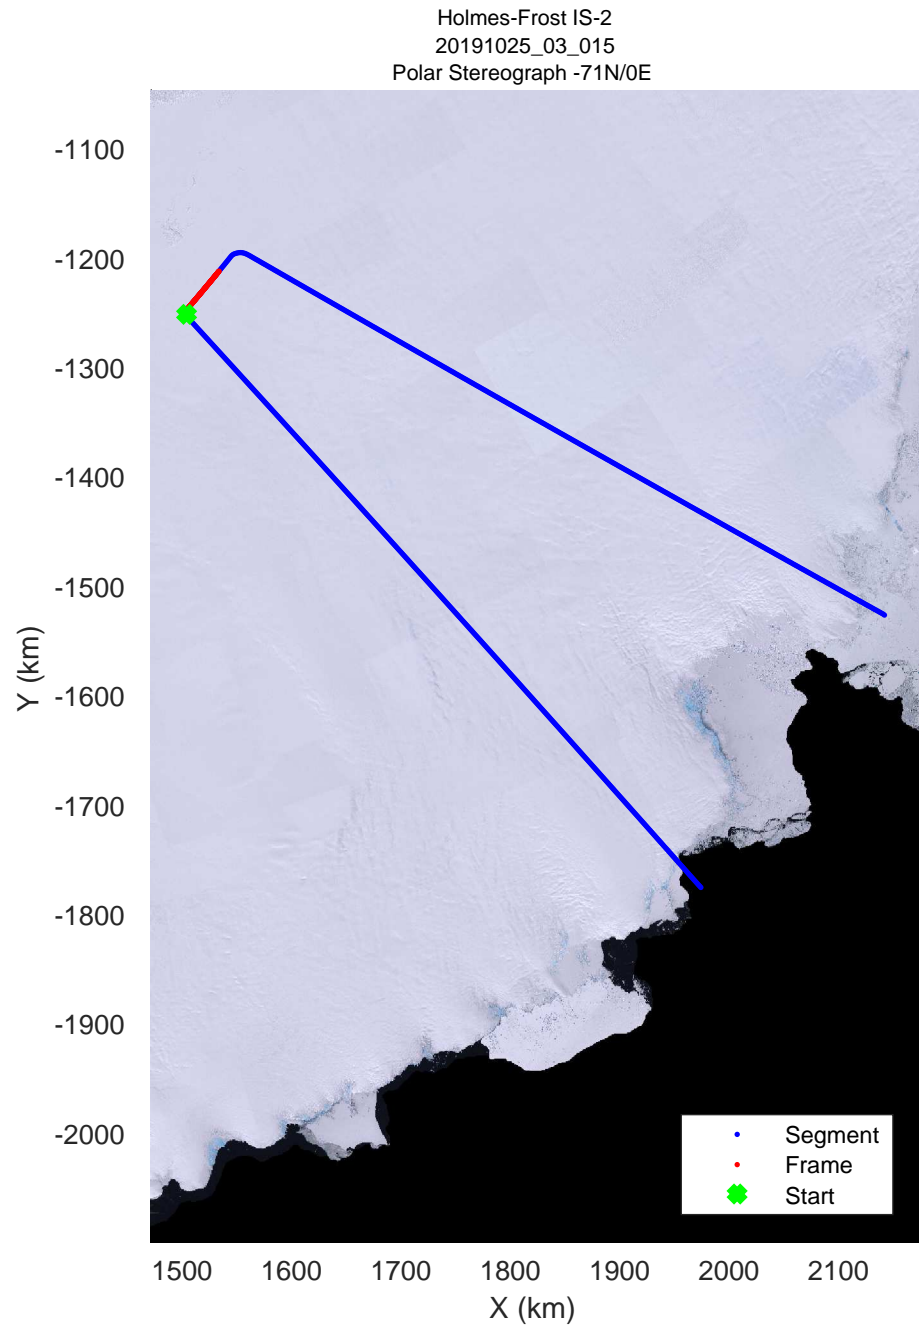 Holmes-Frost IS-2
20191025_03_015
Polar Stereograph -71N/0E
-1100
-1200
-1300
-1400
-1500
-1600
-1700
-1800
-1900
-2000
Y (km)
Segment
Frame
Start
1500 1600 1700 1800 1900 2000 2100
X (km)